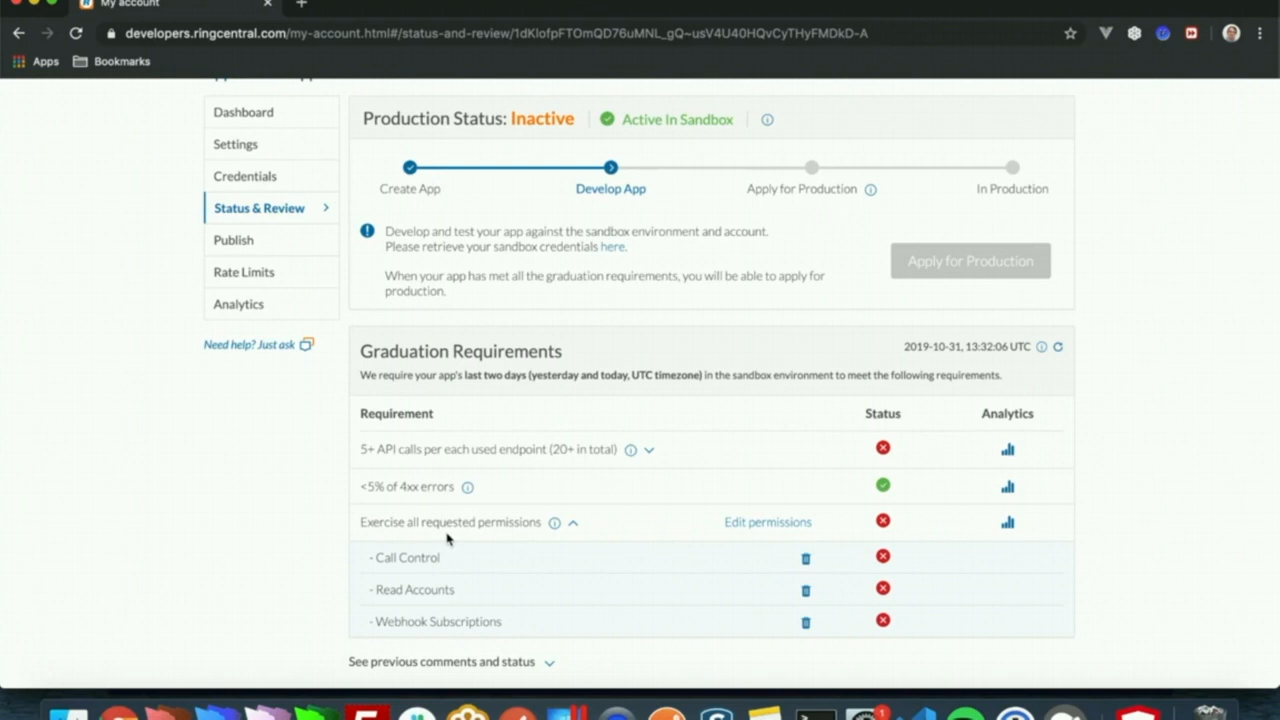 My account
developers.ringcentral.com/my-account.html#/status-and-review/1dKlofpFTOmQD76uMNL_gQ~usV4U40HQvCyTHyFMDkD-A
Apps
Bookmarks
Dashboard
Settings
Credentials
Status & Review
Publish
Rate Limits
Analytics
Need help? Just ask
Production Status: Inactive
Active In Sandbox
Create App
Develop App
Apply for Production
In Production
Develop and test your app against the sandbox environment and account.
Please retrieve your sandbox credentials here.
When your app has met all the graduation requirements, you will be able to apply for
production.
Apply for Production
Graduation Requirements
2019-10-31, 13:32:06 UTC
We require your app's last two days (yesterday and today, UTC timezone) in the sandbox environment to meet the following requirements.
Requirement
Status
Analytics
5+ API calls per each used endpoint (20+ in total)
<5% of 4xx errors
Exercise all requested permissions
Edit permissions
- Call Control
- Read Accounts
- Webhook Subscriptions
See previous comments and status
1